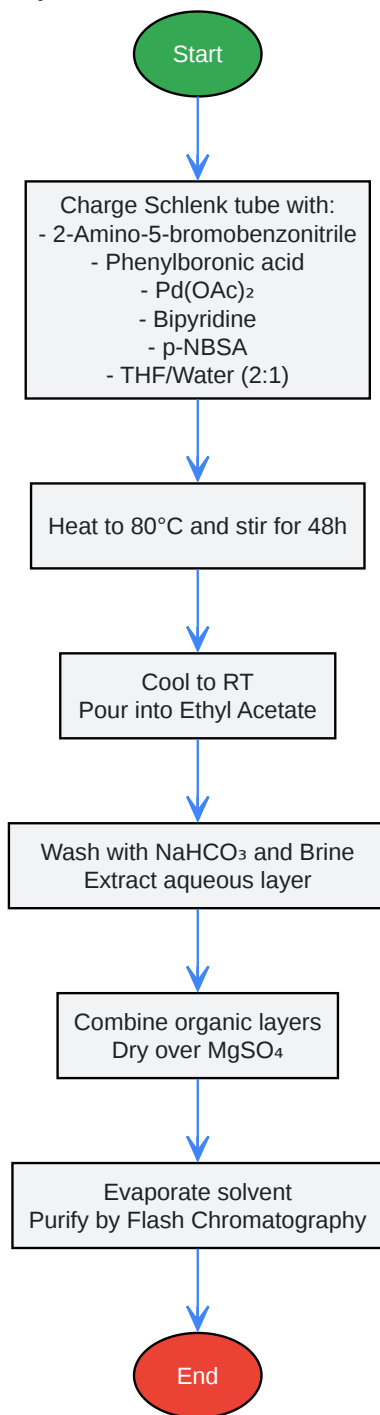 Start
Charge Schlenk tube with:
- 2-Amino-5-bromobenzonitrile
- Phenylboronic acid
- Pd(OAc)₂
- Bipyridine
- p-NBSA
- THF/Water (2:1)
Heat to 80°C and stir for 48h
Cool to RT
Pour into Ethyl Acetate
Wash with NaHCO₃ and Brine
Extract aqueous layer
Combine organic layers
Dry over MgSO₄
Evaporate solvent
Purify by Flash Chromatography
End